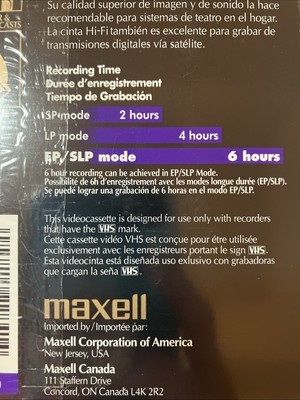 R &
CASTS
Su calidad superior de imagen y de sonido la hace
recomendable para sistemas de teatro en el hogar.
La cinta Hi-Fi también es excelente para grabar de
transmisiones digitales vía satélite.
Recording Time
Durée d'enregistrement
Tiempo de Grabación
SP mode 2 hours
LP mode 4 hours
EP/SLP mode 6 hours
6 hour recording can be achieved in EP/SLP Mode.
Possibilité de 6h d'enregistrement avec les modes longue durée (EP/SLP).
Se puede lograr una grabación de 6 horas en el modo EP/SLP.
This videocassette is designed for use only with recorders
that have the VHS mark.
Cette cassette vidéo VHS est conçue pour étre utilisée
exclusivement avec les enregistreurs portant le sign VHS.
Esta videocinta está diseñada uso exlusivo con grabadoras
que cargan la seña VHS.
maxell
Imported by/Importée par:
Maxell Corporation of America
New Jersey, USA
Maxell Canada
111 Staffern Drive
Concord, ON Canada L4K 2R2